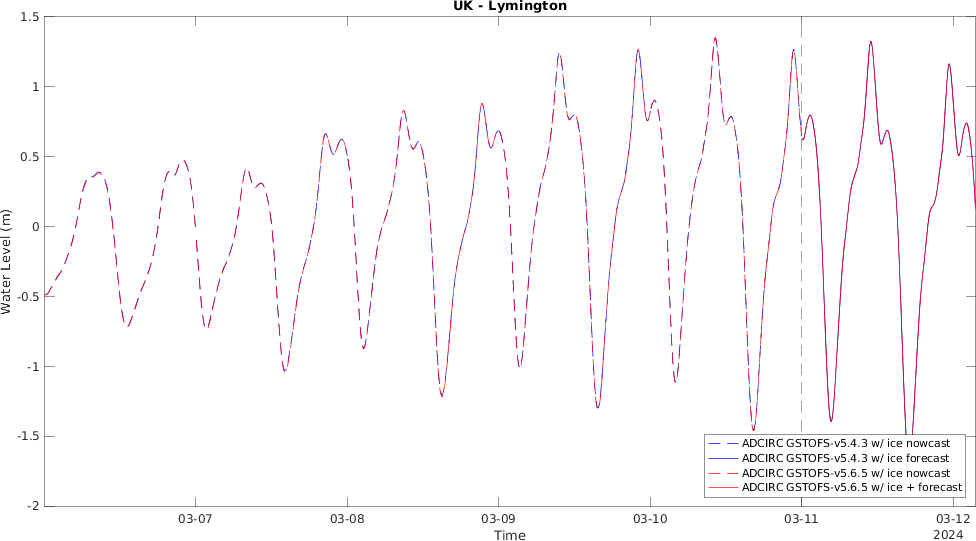 UK - Lymington
1.5
1
0.5
0
-0.5
-1
-1.5
-2
Water Level (m)
ADCIRC GSTOFS-v5.4.3 w/ ice nowcast
ADCIRC GSTOFS-v5.4.3 w/ ice forecast
ADCIRC GSTOFS-v5.6.5 w/ ice nowcast
ADCIRC GSTOFS-v5.6.5 w/ ice + forecast
03-07
03-08
03-09
03-10
03-11
03-12
Time
2024